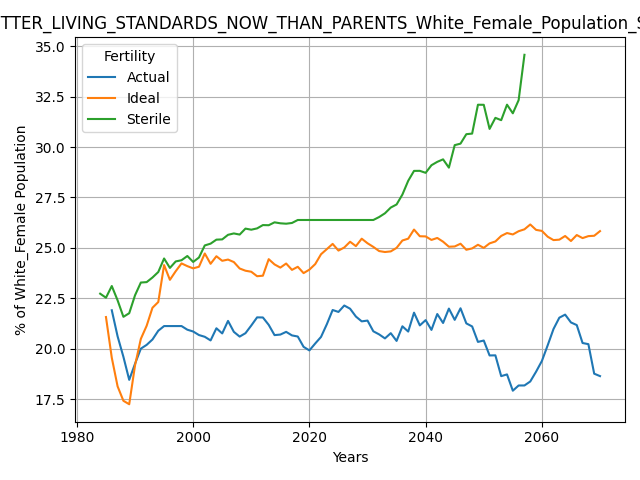 TTER_LIVING_STANDARDS_NOW_THAN_PARENTS_White_Female_Population_S
Fertility
Actual
Ideal
Sterile
35.0
32.5
30.0
27.5
25.0
22.5
20.0
17.5
% of White_Female Population
1980
2000
2020
2040
2060
Years